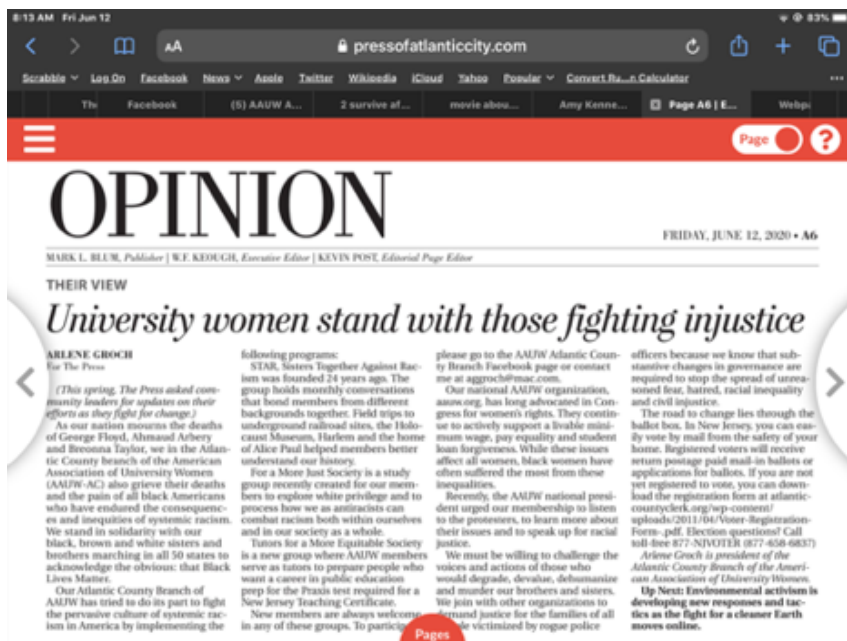 8:13 AM Fri Jun 12
83%
AA
pressofatlanticcity.com
Scrabble Log On Facebook News Apple Twitter Wikipedia iCloud Yahoo Popular Convert Ru...n Calculator
Th
Facebook
(5) AAUW A...
2 survive af...
movie abou...
Amy Kenne...
Page A6 | E...
Webp
Page
?
OPINION
FRIDAY, JUNE 12, 2020 • A6
MARK L. BLUM, Publisher | W.F. KEOUGH, Executive Editor | KEVIN POST, Editorial Page Editor
THEIR VIEW
University women stand with those fighting injustice
ARLENE GROCH
For The Press
(This spring, The Press asked com-
munity leaders for updates on their
efforts as they fight for change.)
As our nation mourns the deaths
of George Floyd, Ahmaud Arbery
and Breonna Taylor, we in the Atlan-
tic County branch of the American
Association of University Women
(AAUW-AC) also grieve their deaths
and the pain of all black Americans
who have endured the consequenc-
es and inequities of systemic racism.
We stand in solidarity with our
black, brown and white sisters and
brothers marching in all 50 states to
acknowledge the obvious: that Black
Lives Matter.
Our Atlantic County Branch of
AAUW has tried to do its part to fight
the pervasive culture of systemic rac-
ism in America by implementing the
following programs:
STAR, Sisters Together Against Rac-
ism was founded 24 years ago. The
group holds monthly conversations
that bond members from different
backgrounds together. Field trips to
underground railroad sites, the Holo-
caust Museum, Harlem and the home
of Alice Paul helped members better
understand our history.
For a More Just Society is a study
group recently created for our mem-
bers to explore white privilege and to
process how we as antiracists can
combat racism both within ourselves
and in our society as a whole.
Tutors for a More Equitable Society
is a new group where AAUW members
serve as tutors to prepare people who
want a career in public education
prep for the Praxis test required for a
New Jersey Teaching Certificate.
New members are always welcome
in any of these groups. To particip
please go to the AAUW Atlantic Coun-
ty Branch Facebook page or contact
me at aggroch@mac.com.
Our national AAUW organization,
aauw.org, has long advocated in Con-
gress for women's rights. They contin-
ue to actively support a livable mini-
mum wage, pay equality and student
loan forgiveness. While these issues
affect all women, black women have
often suffered the most from these
inequalities.
Recently, the AAUW national presi-
dent urged our membership to listen
to the protesters, to learn more about
their issues and to speak up for racial
justice.
We must be willing to challenge the
voices and actions of those who
would degrade, devalue, dehumanize
and murder our brothers and sisters.
We join with other organizations to
demand justice for the families of all
victimized by rogue police
officers because we know that sub-
stantive changes in governance are
required to stop the spread of unrea-
soned fear, hatred, racial inequality
and civil injustice.
The road to change lies through the
ballot box. In New Jersey, you can eas-
ily vote by mail from the safety of your
home. Registered voters will receive
return postage paid mail-in ballots or
applications for ballots. If you are not
yet registered to vote, you can down-
load the registration form at atlantic-
countyclerk.org/wp-content/
uploads/2011/04/Voter-Registration-
Form-.pdf. Election questions? Call
toll-free 877-NJVOTER (877-658-6837)
Arlene Groch is president of the
Atlantic County Branch of the Ameri-
can Association of University Women.
Up Next: Environmental activism is
developing new responses and tac-
tics as the fight for a cleaner Earth
moves online.
Pages